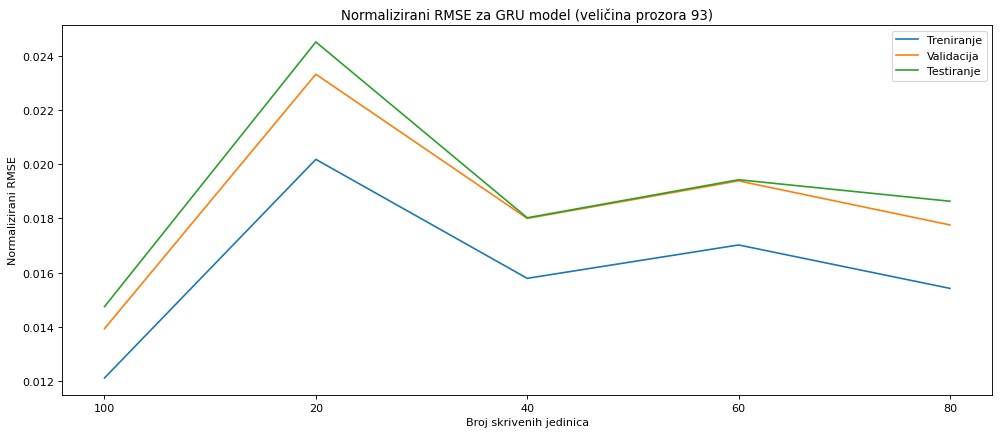 Normalizirani RMSE za GRU model (veličina prozora 93)
Treniranje
Validacija
Testiranje
Normalizirani RMSE
0.024
0.022
0.020
0.018
0.016
0.014
0.012
100 20 40 60 80
Broj skrivenih jedinica